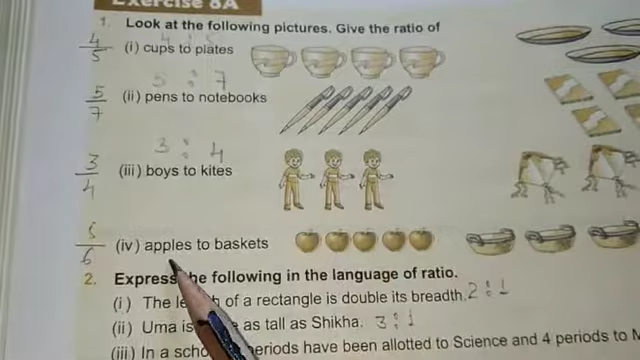 Exercise 8A
1. Look at the following pictures. Give the ratio of
4/5 (i) cups to plates 4 : 5
5 : 7
5/7 (ii) pens to notebooks
3 : 4
3/4 (iii) boys to kites
5/6 (iv) apples to baskets
2. Express the following in the language of ratio.
(i) The of a rectangle is double its breadth. 2 : 1
(ii) Uma is as tall as Shikha. 3 : 1
(iii) In a periods have been allotted to Science and 4 periods to